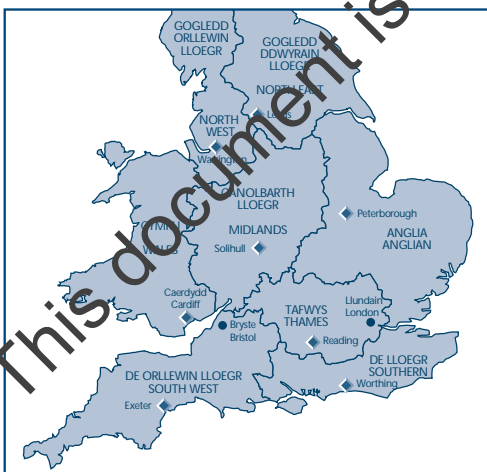 GOGLEDD
ORLLEWIN
LLOEGR
GOGLEDD
DDWYRAIN
LLOEGR
NORTH EAST
Leeds
NORTH
WEST
Warrington
CANOLBARTH
LLOEGR
MIDLANDS
Solihull
Peterborough
ANGLIA
ANGLIAN
CYMRU
WALES
Caerdydd
Cardiff
Bryste
Bristol
TAFWYS
THAMES
Llundain
London
Reading
DE LLOEGR
SOUTHERN
Worthing
DE ORLLEWIN LLOEGR
SOUTH WEST
Exeter
This document is